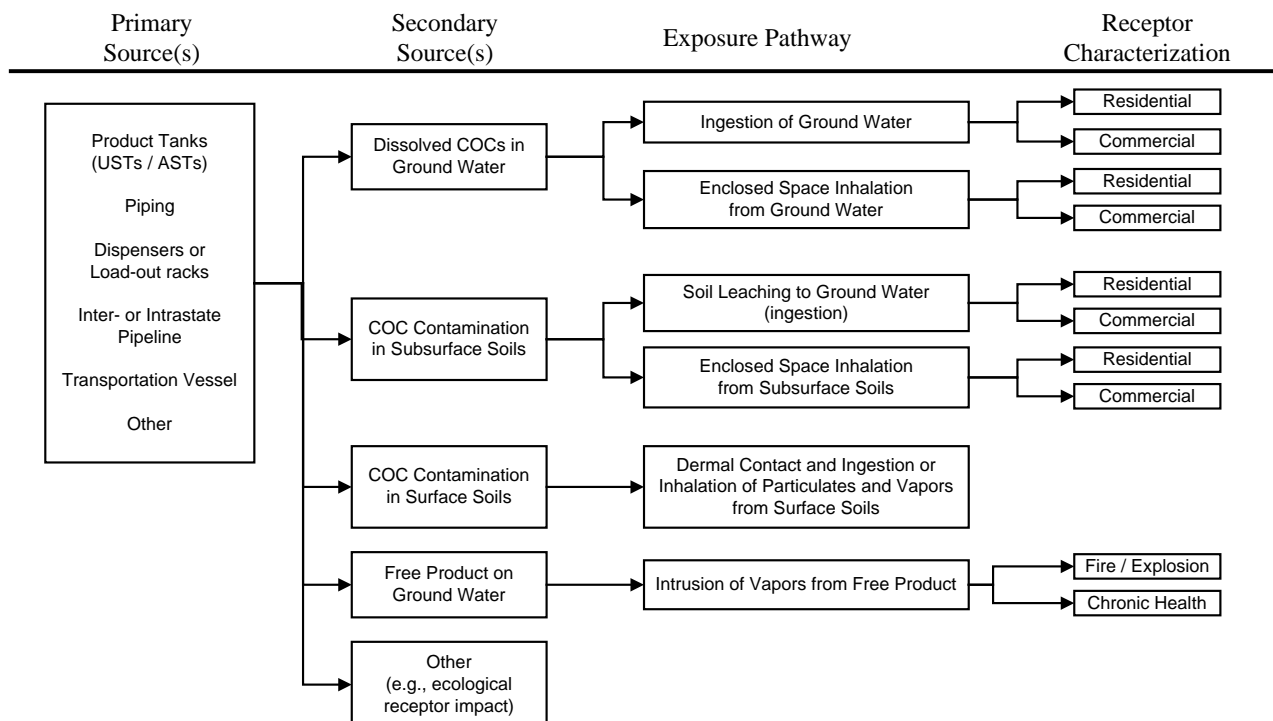 Primary
Source(s)
Secondary
Source(s)
Exposure Pathway
Receptor
Characterization
Product Tanks
(USTs / ASTs)
Piping
Dispensers or
Load-out racks
Inter- or Intrastate
Pipeline
Transportation Vessel
Other
Dissolved COCs in
Ground Water
Ingestion of Ground Water
Residential
Commercial
Enclosed Space Inhalation
from Ground Water
Residential
Commercial
COC Contamination
in Subsurface Soils
Soil Leaching to Ground Water
(ingestion)
Residential
Commercial
Enclosed Space Inhalation
from Subsurface Soils
Residential
Commercial
COC Contamination
in Surface Soils
Dermal Contact and Ingestion or
Inhalation of Particulates and Vapors
from Surface Soils
Free Product on
Ground Water
Intrusion of Vapors from Free Product
Fire / Explosion
Chronic Health
Other
(e.g., ecological
receptor impact)